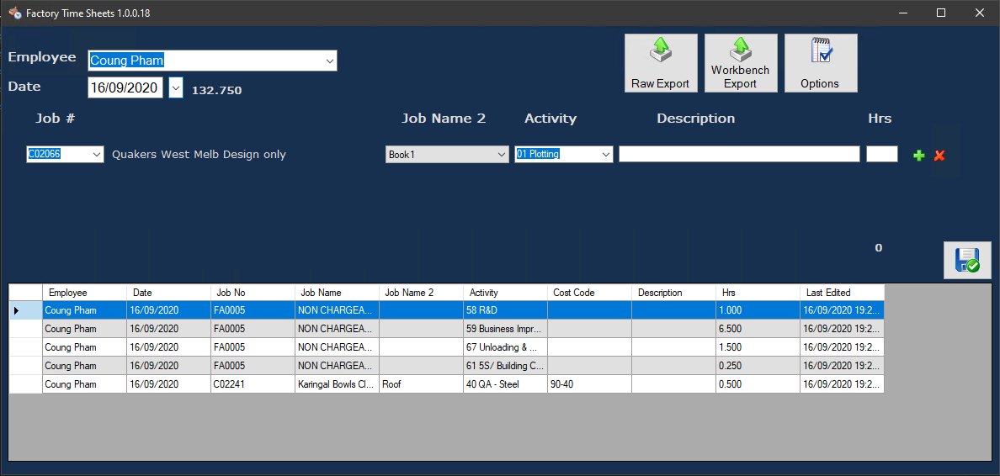 Factory Time Sheets 1.0.0.18
Employee Coung Pham
Date 16/09/2020 132.750
Raw Export
Workbench Export
Options
Job # Job Name 2 Activity Description Hrs
C02066 Quakers West Melb Design only Book1 01 Plotting
0
Employee Date Job No Job Name Job Name 2 Activity Cost Code Description Hrs Last Edited
Coung Pham 16/09/2020 FA0005 NON CHARGEA... 58 R&D 1.000 16/09/2020 19:2...
Coung Pham 16/09/2020 FA0005 NON CHARGEA... 59 Business Impr... 6.500 16/09/2020 19:2...
Coung Pham 16/09/2020 FA0005 NON CHARGEA... 67 Unloading & ... 1.500 16/09/2020 19:2...
Coung Pham 16/09/2020 FA0005 NON CHARGEA... 61 5S/ Building C... 0.250 16/09/2020 19:2...
Coung Pham 16/09/2020 C02241 Karingal Bowls Cl... Roof 40 QA - Steel 90-40 0.500 16/09/2020 19:2...